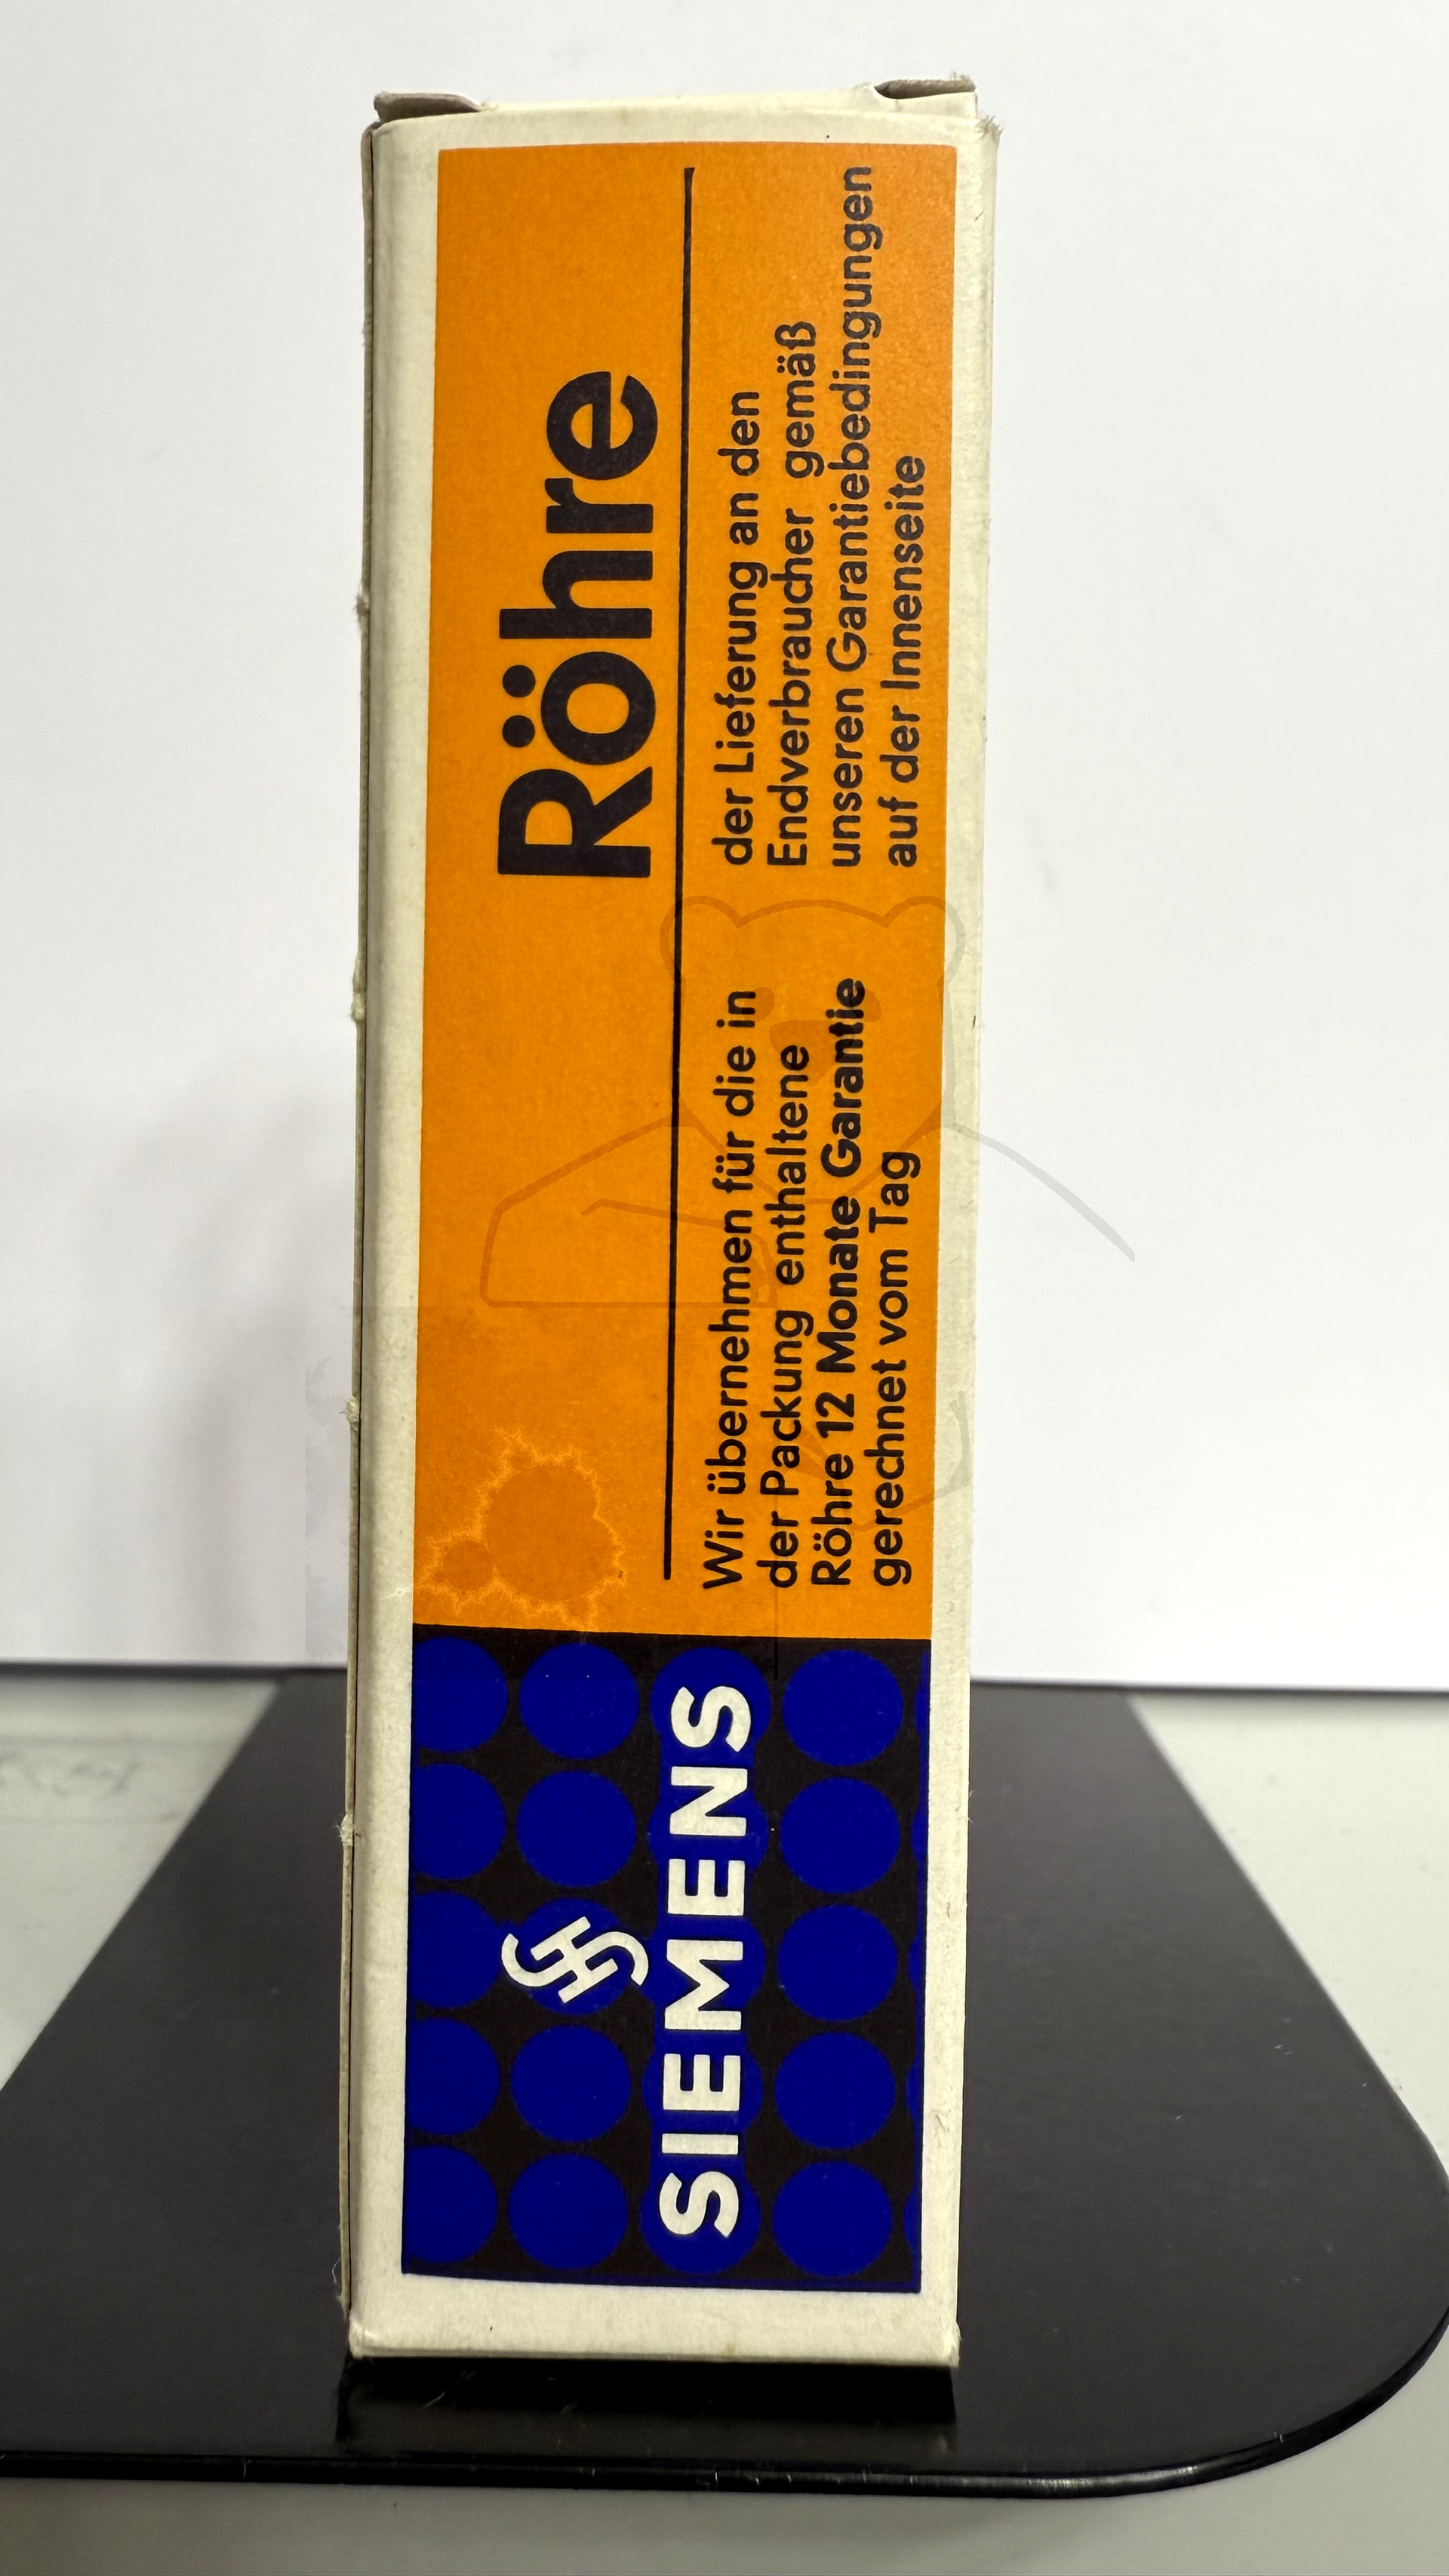 Röhre
Wir übernehmen für die in
der Packung enthaltene
Röhre 12 Monate Garantie
gerechnet vom Tag
der Lieferung an den
Endverbraucher gemäß
unseren Garantiebedingungen
auf der Innenseite
SIEMENS